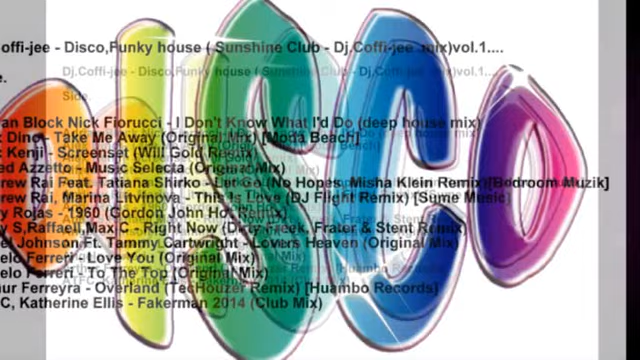 offi-jee - Disco,Funky house ( Sunshine Club - Dj.Coffi-jee .mix)vol.1....
Dj.Coffi-jee - Disco,Funky house ( Sunshine Club - Dj.Coffi-jee .mix)vol.1....
e.
Side.
an Block Nick Fiorucci - I Don't Know What I'd Do (deep house mix)
Dino - Take Me Away (Original Mix) [Moda Beach]
Kenji - Screenset (Will Gold Remix)
ed Azzetto - Music Selecta (Original Mix)
rew Rai Feat. Tatiana Shirko - Let Go (No Hopes, Misha Klein Remix)[Bedroom Muzik]
rew Rai, Marina Litvinova - This Is Love (DJ Flight Remix) [Sume Music]
y Rojas - 1960 (Gordon John Hot Remix)
y S,Raffaell,Max C - Right Now (Dirty Freek, Frater & Stent Remix)
el Johnson Ft. Tammy Cartwright - Lovers Heaven (Original Mix)
elo Ferreri - Love You (Original Mix)
elo Ferreri - To The Top (Original Mix)
ur Ferreyra - Overland (TecHouzer Remix) [Huambo Records]
C, Katherine Ellis - Fakerman 2014 (Club Mix)
DISCO